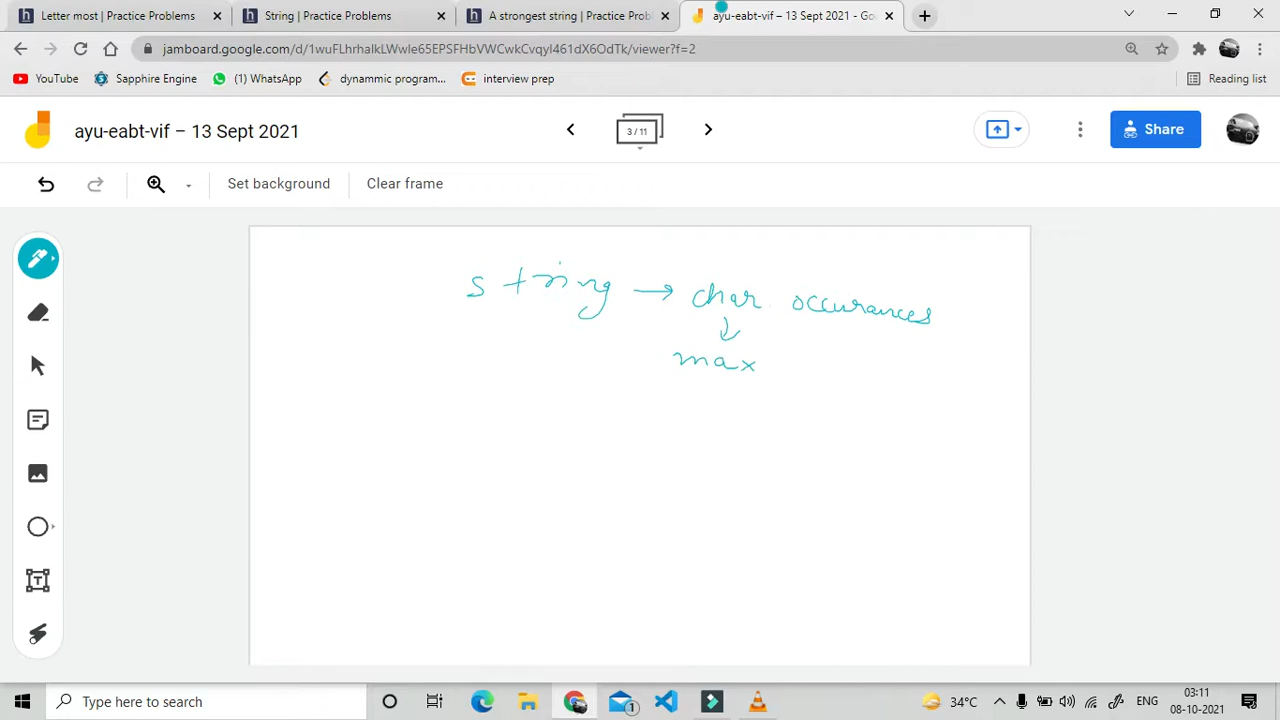 Letter most | Practice Problems
String | Practice Problems
A strongest string | Practice Prob
ayu-eabt-vif – 13 Sept 2021 - Go
jamboard.google.com/d/1wuFLhrhalkLWwle65EPSFHbVWCwkCvqyl461dX6OdTk/viewer?f=2
YouTube
Sapphire Engine
(1) WhatsApp
dynammic program...
interview prep
Reading list
ayu-eabt-vif – 13 Sept 2021
3 / 11
Share
Set background
Clear frame
string → char occurances
max
Type here to search
1
34°C
ENG
03:11
08-10-2021